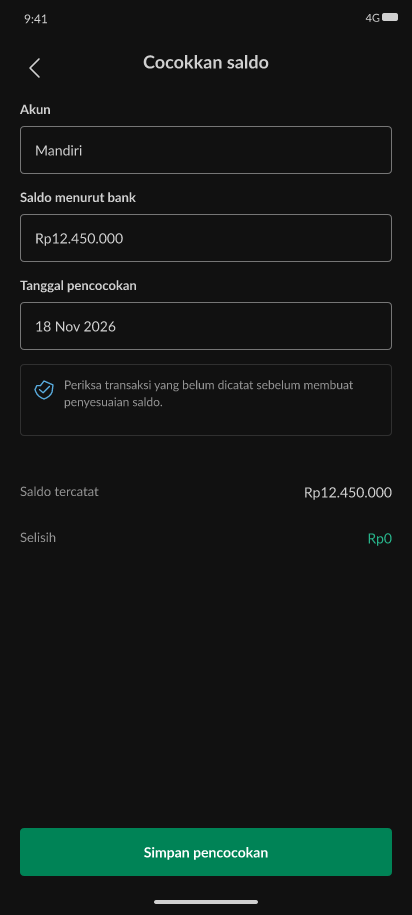 9:41
4G
Cocokkan saldo
Akun
Mandiri
Saldo menurut bank
Rp12.450.000
Tanggal pencocokan
18 Nov 2026
Periksa transaksi yang belum dicatat sebelum membuat
penyesuaian saldo.
Saldo tercatat
Rp12.450.000
Selisih
Rp0
Simpan pencocokan